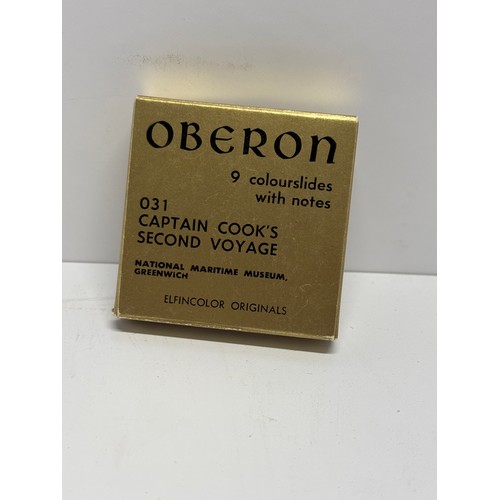 OBERON
9 colourslides
with notes
031
CAPTAIN COOK'S
SECOND VOYAGE
NATIONAL MARITIME MUSEUM,
GREENWICH
ELFINCOLOR ORIGINALS